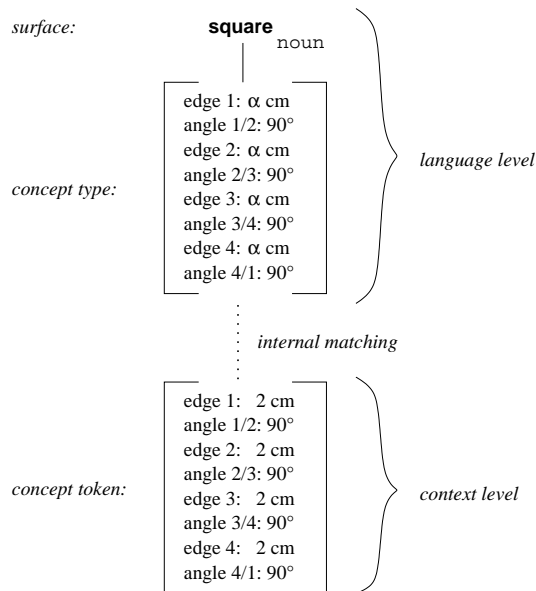 surface: square
noun
edge 1: α cm
angle 1/2: 90°
edge 2: α cm
angle 2/3: 90°
concept type: edge 3: α cm
angle 3/4: 90°
edge 4: α cm
angle 4/1: 90°
language level
internal matching
edge 1: 2 cm
angle 1/2: 90°
edge 2: 2 cm
angle 2/3: 90°
concept token: edge 3: 2 cm
angle 3/4: 90°
edge 4: 2 cm
angle 4/1: 90°
context level